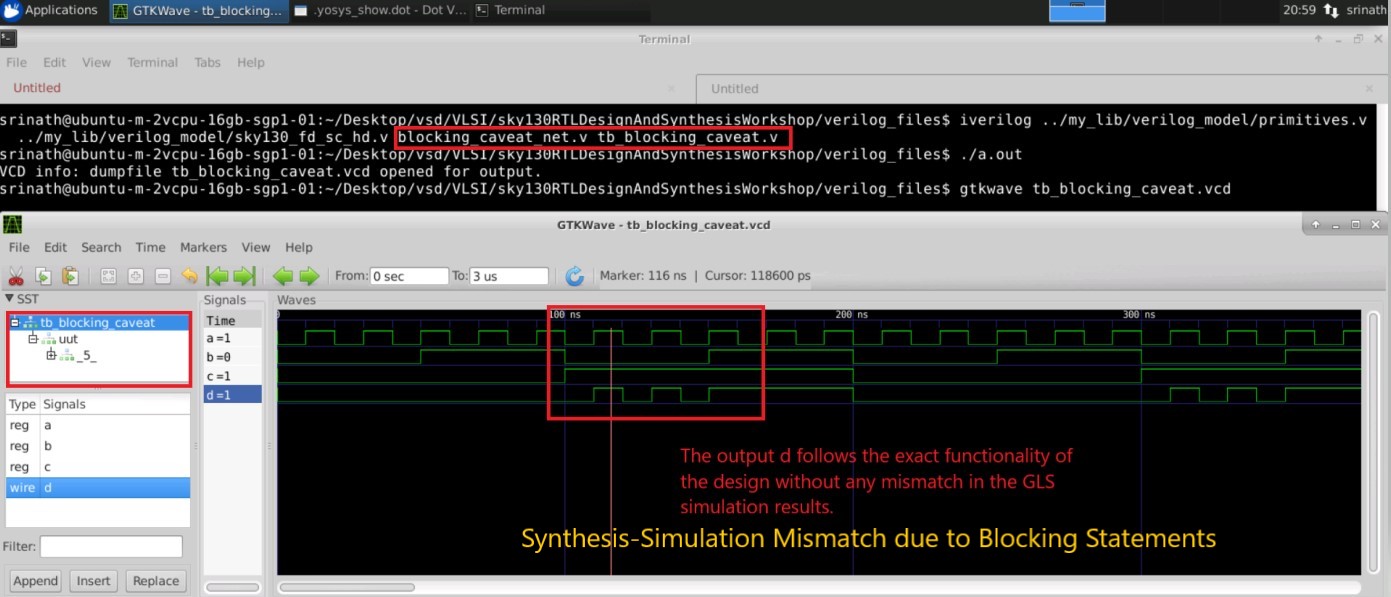 Applications GTKWave - tb_blocking... .yosys_show.dot - Dot V... Terminal 20:59 srinath
Terminal
File Edit View Terminal Tabs Help
Untitled Untitled
srinath@ubuntu-m-2vcpu-16gb-sgp1-01:~/Desktop/vsd/VLSI/sky130RTLDesignAndSynthesisWorkshop/verilog_files$ iverilog ../my_lib/verilog_model/primitives.v
../my_lib/verilog_model/sky130_fd_sc_hd.v blocking_caveat_net.v tb_blocking_caveat.v
srinath@ubuntu-m-2vcpu-16gb-sgp1-01:~/Desktop/vsd/VLSI/sky130RTLDesignAndSynthesisWorkshop/verilog_files$ ./a.out
VCD info: dumpfile tb_blocking_caveat.vcd opened for output.
srinath@ubuntu-m-2vcpu-16gb-sgp1-01:~/Desktop/vsd/VLSI/sky130RTLDesignAndSynthesisWorkshop/verilog_files$ gtkwave tb_blocking_caveat.vcd
GTKWave - tb_blocking_caveat.vcd
File Edit Search Time Markers View Help
From: 0 sec To: 3 us Marker: 116 ns | Cursor: 118600 ps
SST
tb_blocking_caveat
uut
_5_
Type Signals
reg a
reg b
reg c
wire d
Filter:
Append Insert Replace
Signals
Time
a=1
b=0
c=1
d=1
Waves
0 100 ns 200 ns 300 ns
The output d follows the exact functionality of
the design without any mismatch in the GLS
simulation results.
Synthesis-Simulation Mismatch due to Blocking Statements